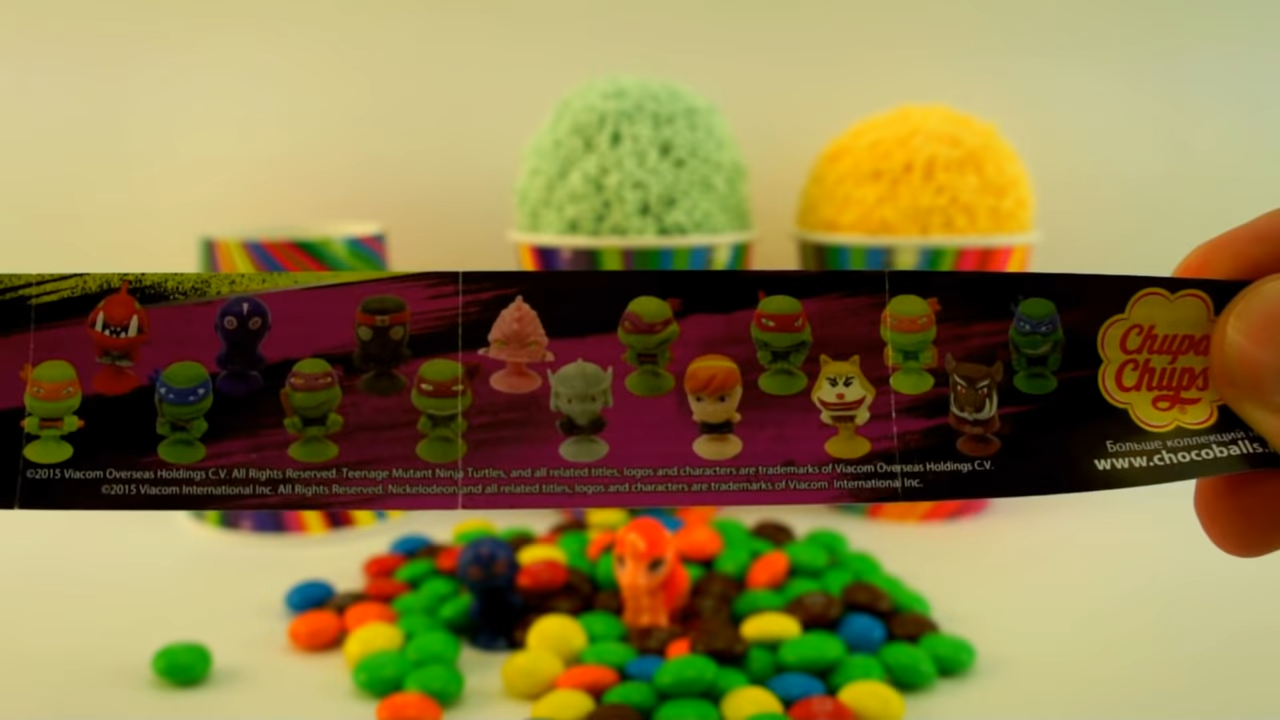 Chupa
Chups
Больше коллекций
www.chocoballs.
©2015 Viacom Overseas Holdings C.V. All Rights Reserved. Teenage Mutant Ninja Turtles, and all related titles, logos and characters are trademarks of Viacom Overseas Holdings C.V.
©2015 Viacom International Inc. All Rights Reserved. Nickelodeon and all related titles, logos and characters are trademarks of Viacom International Inc.